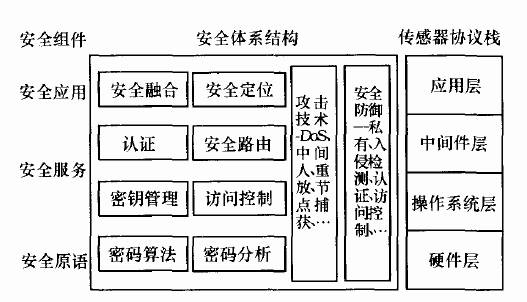 安全组件
安全体系结构
传感器协议栈
安全应用
安全融合
安全定位
安全服务
认证
安全路由
密钥管理
访问控制
安全原语
密码算法
密码分析
攻击
技术
-DoS、
中间
人、重
放、节
点捕
获、…
安全
防御
—私
有、入
侵检
测、认
证、访
问控
制、…
应用层
中间件层
操作系统层
硬件层